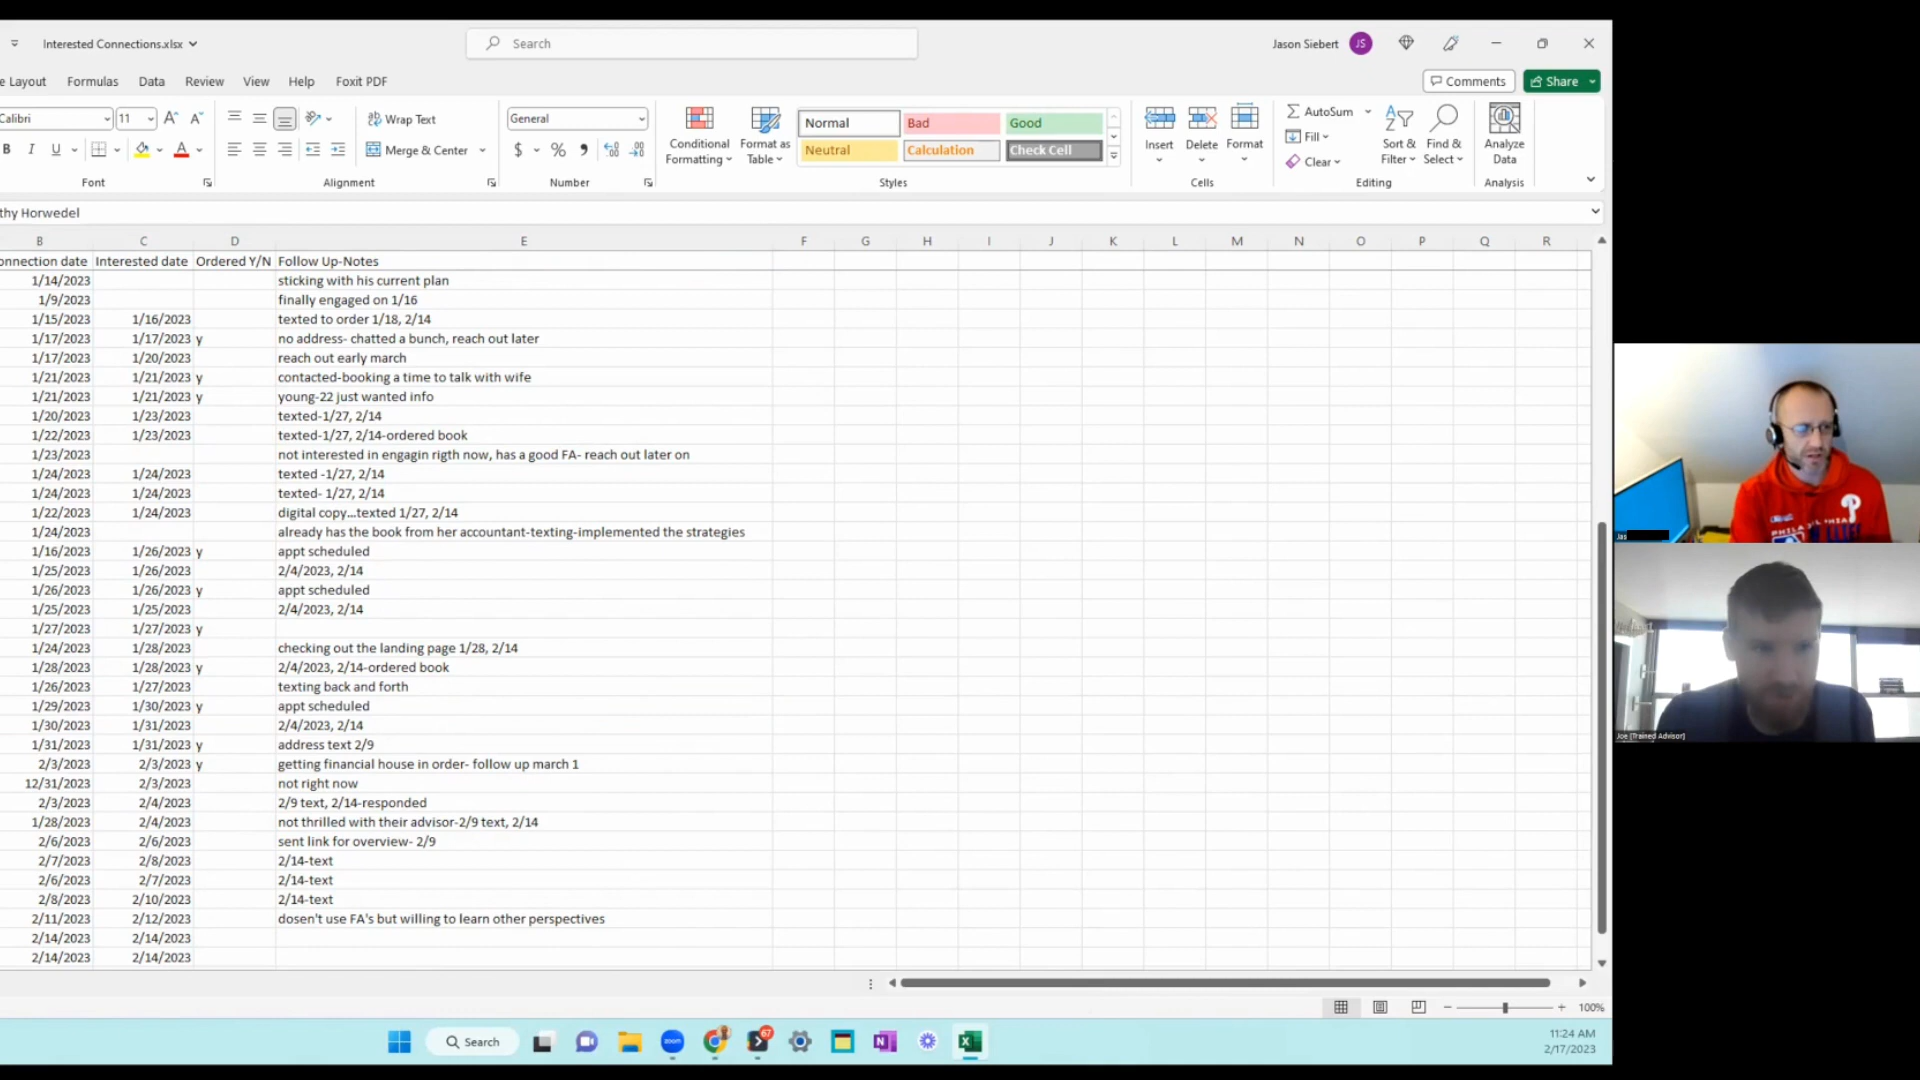 Interested Connections.xlsx
Search
Jason Siebert JS
e Layout Formulas Data Review View Help Foxit PDF
Comments Share
Calibri 11 Wrap Text General
Normal Bad Good
Conditional Formatting Format as Table
Insert Delete Format
AutoSum Fill Clear
Sort & Filter Find & Select
Analyze Data
B I U Merge & Center $ % Neutral Calculation Check Cell
Font Alignment Number Styles Cells Editing Analysis
thy Horwedel
B C D E F G H I J K L M N O P Q R
onnection date Interested date Ordered Y/N Follow Up-Notes
1/14/2023 sticking with his current plan
1/9/2023 finally engaged on 1/16
1/15/2023 1/16/2023 texted to order 1/18, 2/14
1/17/2023 1/17/2023 y no address- chatted a bunch, reach out later
1/17/2023 1/20/2023 reach out early march
1/21/2023 1/21/2023 y contacted-booking a time to talk with wife
1/21/2023 1/21/2023 y young-22 just wanted info
1/20/2023 1/23/2023 texted-1/27, 2/14
1/22/2023 1/23/2023 texted-1/27, 2/14-ordered book
1/23/2023 not interested in engagin rigth now, has a good FA- reach out later on
1/24/2023 1/24/2023 texted -1/27, 2/14
1/24/2023 1/24/2023 texted- 1/27, 2/14
1/22/2023 1/24/2023 digital copy...texted 1/27, 2/14
1/24/2023 already has the book from her accountant-texting-implemented the strategies
1/16/2023 1/26/2023 y appt scheduled
1/25/2023 1/26/2023 2/4/2023, 2/14
1/26/2023 1/26/2023 y appt scheduled
1/25/2023 1/25/2023 2/4/2023, 2/14
1/27/2023 1/27/2023 y
1/24/2023 1/28/2023 checking out the landing page 1/28, 2/14
1/28/2023 1/28/2023 y 2/4/2023, 2/14-ordered book
1/26/2023 1/27/2023 texting back and forth
1/29/2023 1/30/2023 y appt scheduled
1/30/2023 1/31/2023 2/4/2023, 2/14
1/31/2023 1/31/2023 y address text 2/9
2/3/2023 2/3/2023 y getting financial house in order- follow up march 1
12/31/2023 2/3/2023 not right now
2/3/2023 2/4/2023 2/9 text, 2/14-responded
1/28/2023 2/4/2023 not thrilled with their advisor-2/9 text, 2/14
2/6/2023 2/6/2023 sent link for overview- 2/9
2/7/2023 2/8/2023 2/14-text
2/6/2023 2/7/2023 2/14-text
2/8/2023 2/10/2023 2/14-text
2/11/2023 2/12/2023 dosen't use FA's but willing to learn other perspectives
2/14/2023 2/14/2023
2/14/2023 2/14/2023
100%
Search zoom 67
11:24 AM
2/17/2023
Jas
Joe (Trained Advisor)